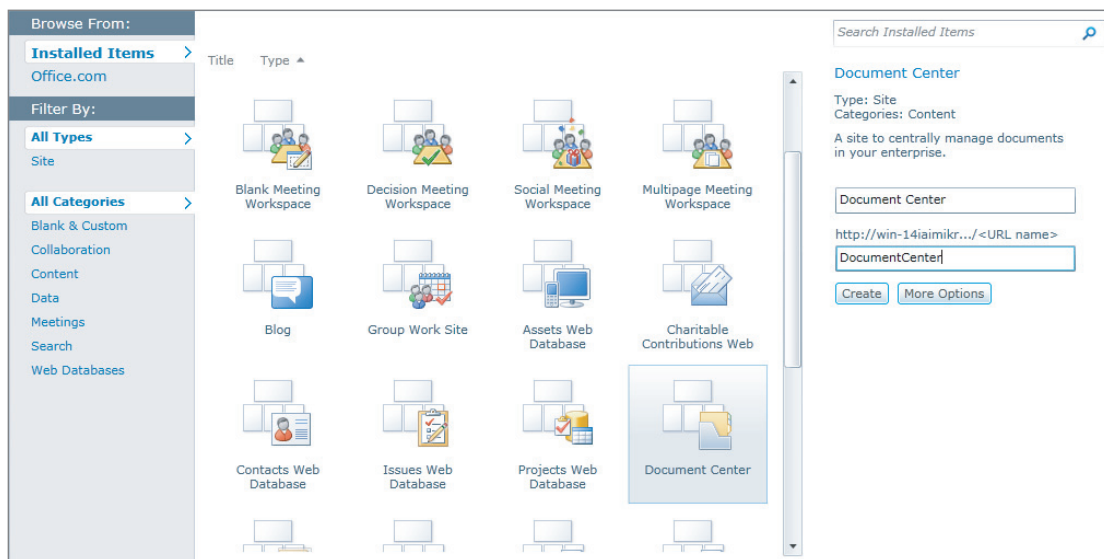 Browse From:
Installed Items
Office.com
Filter By:
All Types
Site
All Categories
Blank & Custom
Collaboration
Content
Data
Meetings
Search
Web Databases
Title Type
Blank Meeting
Workspace
Decision Meeting
Workspace
Social Meeting
Workspace
Multipage Meeting
Workspace
Blog
Group Work Site
Assets Web
Database
Charitable
Contributions Web
Contacts Web
Database
Issues Web
Database
Projects Web
Database
Document Center
Search Installed Items
Document Center
Type: Site
Categories: Content
A site to centrally manage documents
in your enterprise.
Document Center
http://win-14iaimikr.../<URL name>
DocumentCenter
Create More Options